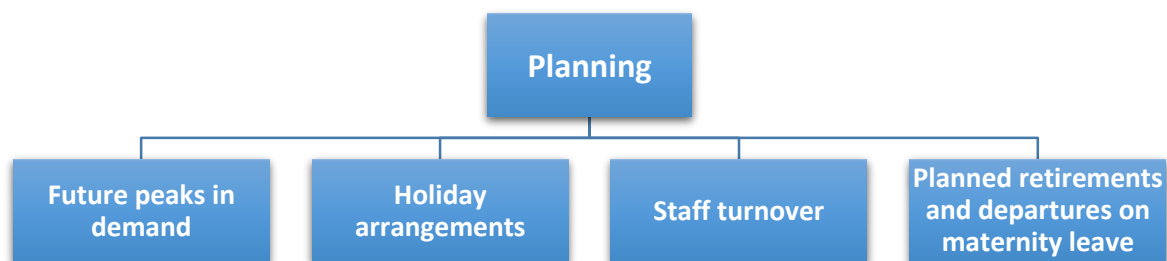 Planning
Future peaks in
demand
Holiday
arrangements
Staff turnover
Planned retirements
and departures on
maternity leave